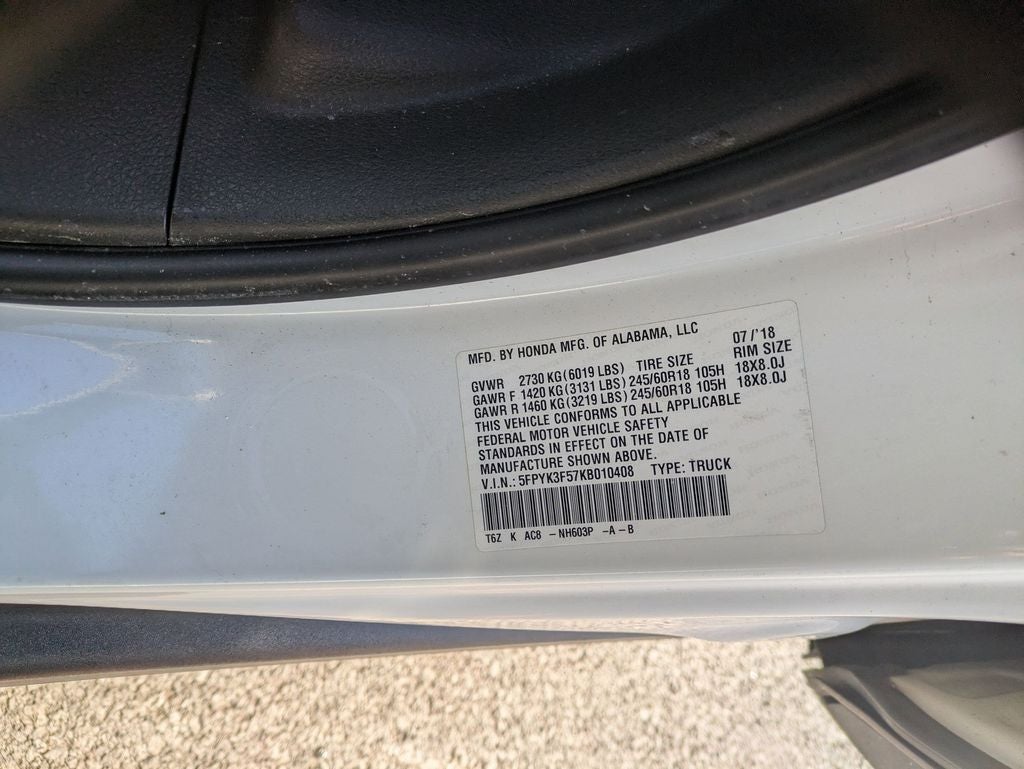 MFD. BY HONDA MFG. OF ALABAMA, LLC 07/'18
GVWR 2730 KG(6019 LBS) TIRE SIZE RIM SIZE
GAWR F 1420 KG(3131 LBS) 245/60R18 105H 18X8.0J
GAWR R 1460 KG(3219 LBS) 245/60R18 105H 18X8.0J
THIS VEHICLE CONFORMS TO ALL APPLICABLE
FEDERAL MOTOR VEHICLE SAFETY
STANDARDS IN EFFECT ON THE DATE OF
MANUFACTURE SHOWN ABOVE.
V.I.N.: 5FPYK3F57KB010408 TYPE: TRUCK
T6Z K AC8 -NH603P -A-B